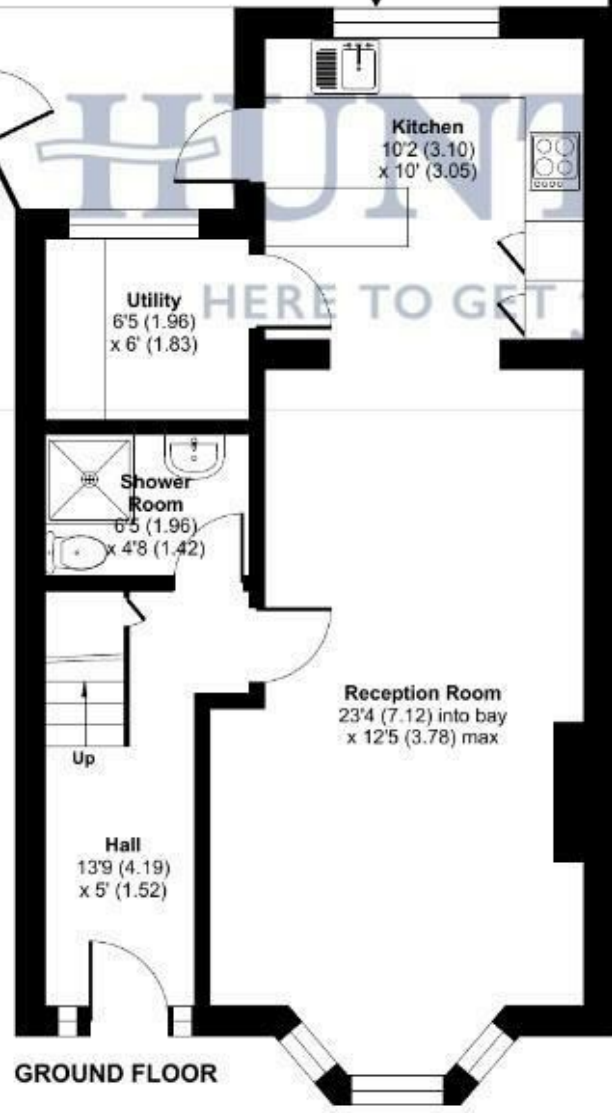 HUNT
HERE TO GET
Kitchen
10'2 (3.10)
x 10' (3.05)
Utility
6'5 (1.96)
x 6' (1.83)
Shower
Room
6'5 (1.96)
x 4'8 (1.42)
Reception Room
23'4 (7.12) into bay
x 12'5 (3.78) max
Up
Hall
13'9 (4.19)
x 5' (1.52)
GROUND FLOOR